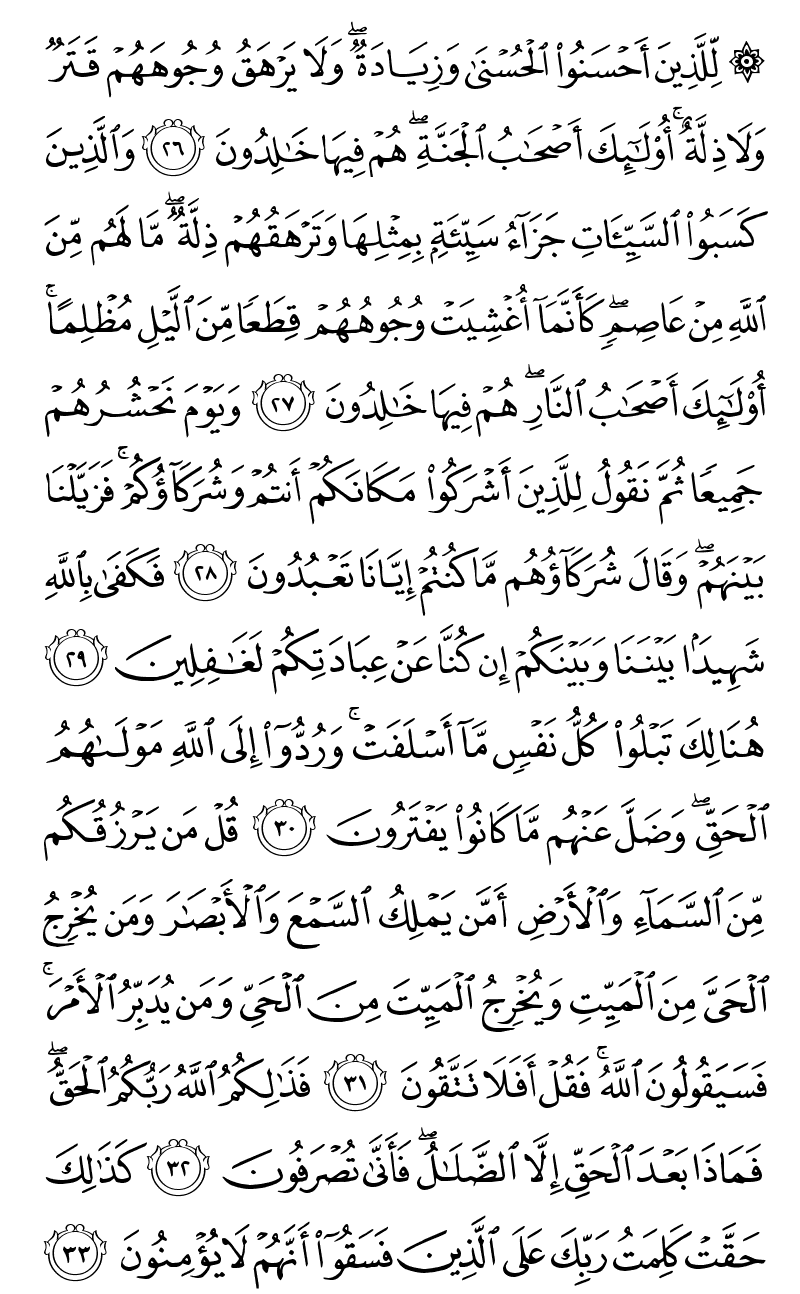 ۞ لِّلَّذِينَ أَحۡسَنُواْ ٱلۡحُسۡنَىٰ وَزِيَادَةٞۖ وَلَا يَرۡهَقُ وُجُوهَهُمۡ قَتَرٞ
وَلَا ذِلَّةٌۚ أُوْلَٰٓئِكَ أَصۡحَٰبُ ٱلۡجَنَّةِۖ هُمۡ فِيهَا خَٰلِدُونَ ٢٦ وَٱلَّذِينَ
كَسَبُواْ ٱلسَّيِّـَٔاتِ جَزَآءُ سَيِّئَةِۭ بِمِثۡلِهَا وَتَرۡهَقُهُمۡ ذِلَّةٞۖ مَّا لَهُم مِّنَ
ٱللَّهِ مِنۡ عَاصِمٖۖ كَأَنَّمَآ أُغۡشِيَتۡ وُجُوهُهُمۡ قِطَعٗا مِّنَ ٱلَّيۡلِ مُظۡلِمًاۚ
أُوْلَٰٓئِكَ أَصۡحَٰبُ ٱلنَّارِۖ هُمۡ فِيهَا خَٰلِدُونَ ٢٧ وَيَوۡمَ نَحۡشُرُهُمۡ
جَمِيعٗا ثُمَّ نَقُولُ لِلَّذِينَ أَشۡرَكُواْ مَكَانَكُمۡ أَنتُمۡ وَشُرَكَآؤُكُمۡۚ فَزَيَّلۡنَا
بَيۡنَهُمۡۖ وَقَالَ شُرَكَآؤُهُم مَّا كُنتُمۡ إِيَّانَا تَعۡبُدُونَ ٢٨ فَكَفَىٰ بِٱللَّهِ
شَهِيدَۢا بَيۡنَنَا وَبَيۡنَكُمۡ إِن كُنَّا عَنۡ عِبَادَتِكُمۡ لَغَٰفِلِينَ ٢٩
هُنَالِكَ تَبۡلُواْ كُلُّ نَفۡسٖ مَّآ أَسۡلَفَتۡۚ وَرُدُّوٓاْ إِلَى ٱللَّهِ مَوۡلَىٰهُمُ
ٱلۡحَقِّۖ وَضَلَّ عَنۡهُم مَّا كَانُواْ يَفۡتَرُونَ ٣٠ قُلۡ مَن يَرۡزُقُكُم
مِّنَ ٱلسَّمَآءِ وَٱلۡأَرۡضِ أَمَّن يَمۡلِكُ ٱلسَّمۡعَ وَٱلۡأَبۡصَٰرَ وَمَن يُخۡرِجُ
ٱلۡحَيَّ مِنَ ٱلۡمَيِّتِ وَيُخۡرِجُ ٱلۡمَيِّتَ مِنَ ٱلۡحَيِّ وَمَن يُدَبِّرُ ٱلۡأَمۡرَۚ
فَسَيَقُولُونَ ٱللَّهُۚ فَقُلۡ أَفَلَا تَتَّقُونَ ٣١ فَذَٰلِكُمُ ٱللَّهُ رَبُّكُمُ ٱلۡحَقُّۖ
فَمَاذَا بَعۡدَ ٱلۡحَقِّ إِلَّا ٱلضَّلَٰلُۖ فَأَنَّىٰ تُصۡرَفُونَ ٣٢ كَذَٰلِكَ
حَقَّتۡ كَلِمَتُ رَبِّكَ عَلَى ٱلَّذِينَ فَسَقُوٓاْ أَنَّهُمۡ لَا يُؤۡمِنُونَ ٣٣